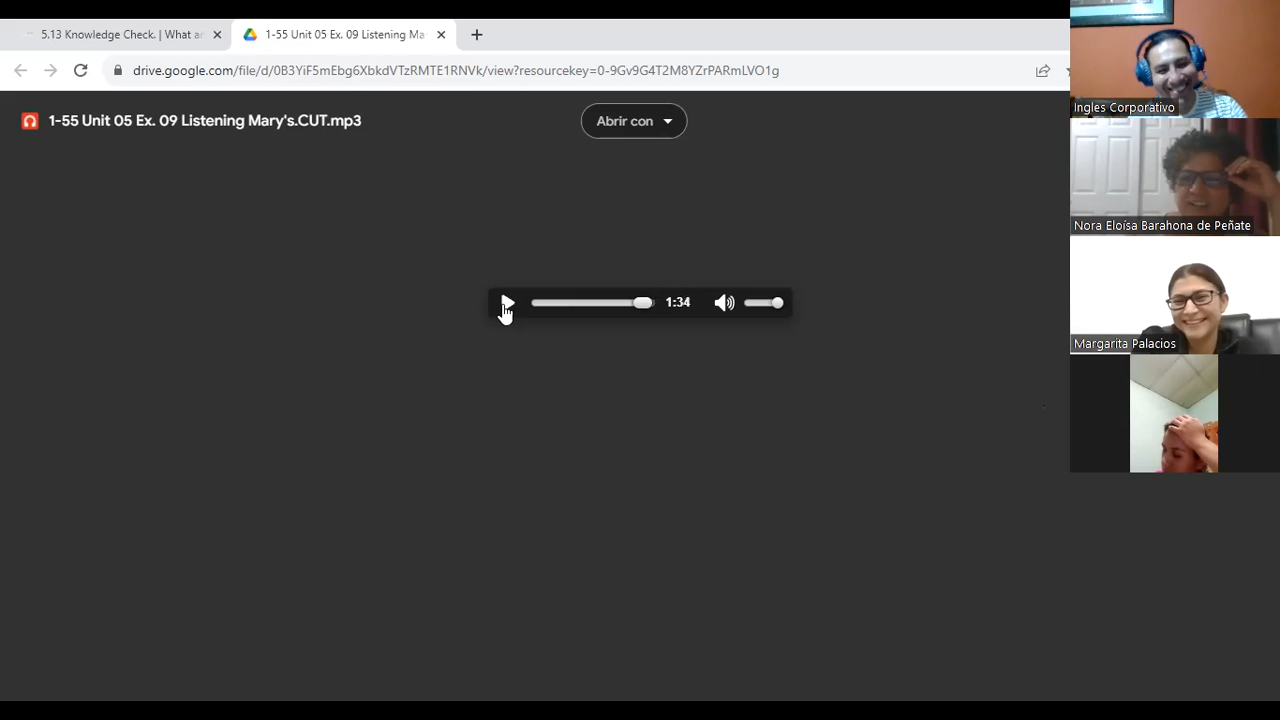 5.13 Knowledge Check. | What a
1-55 Unit 05 Ex. 09 Listening Ma
drive.google.com/file/d/0B3YiF5mEbg6XbkdVTzRMTE1RNVk/view?resourcekey=0-9Gv9G4T2M8YZrPARmLVO1g
1-55 Unit 05 Ex. 09 Listening Mary's.CUT.mp3
Abrir con
1:34
Ingles Corporativo
Nora Eloísa Barahona de Peñate
Margarita Palacios